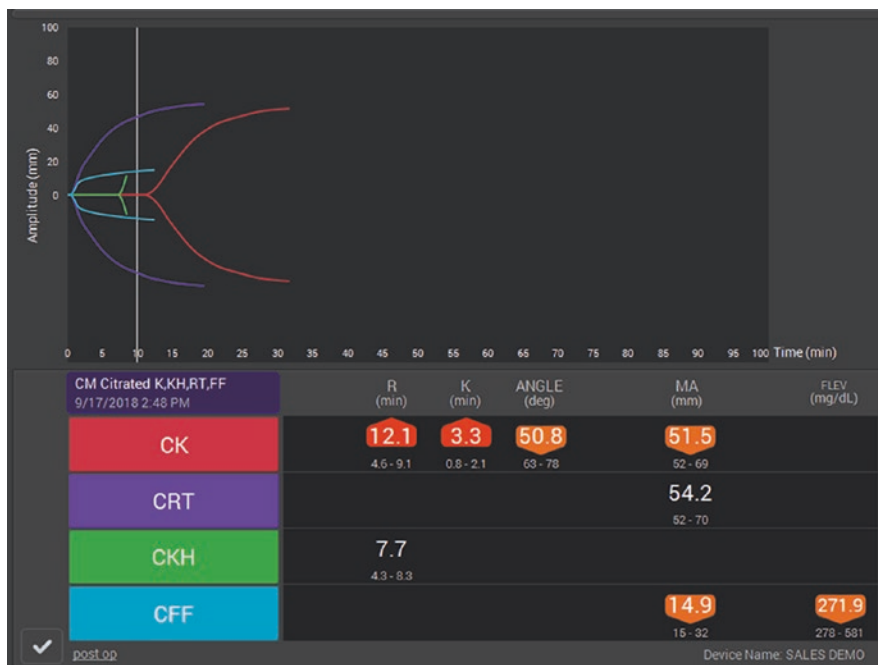 100
80
60
40
20
0
Amplitude (mm)
0 5 10 15 20 25 30 35 40 45 50 55 60 65 70 75 80 85 90 95 100 Time (min)
CM Citrated K,KH,RT,FF
9/17/2018 2:48 PM
R (min) K (min) ANGLE (deg) MA (mm) FLEV (mg/dL)
CK 12.1 3.3 50.8 51.5
4.6 - 9.1 0.8 - 2.1 63 - 78 52 - 69
CRT 54.2
52 - 70
CKH 7.7
4.3 - 8.3
CFF 14.9 271.9
15 - 32 278 - 581
post op Device Name: SALES DEMO